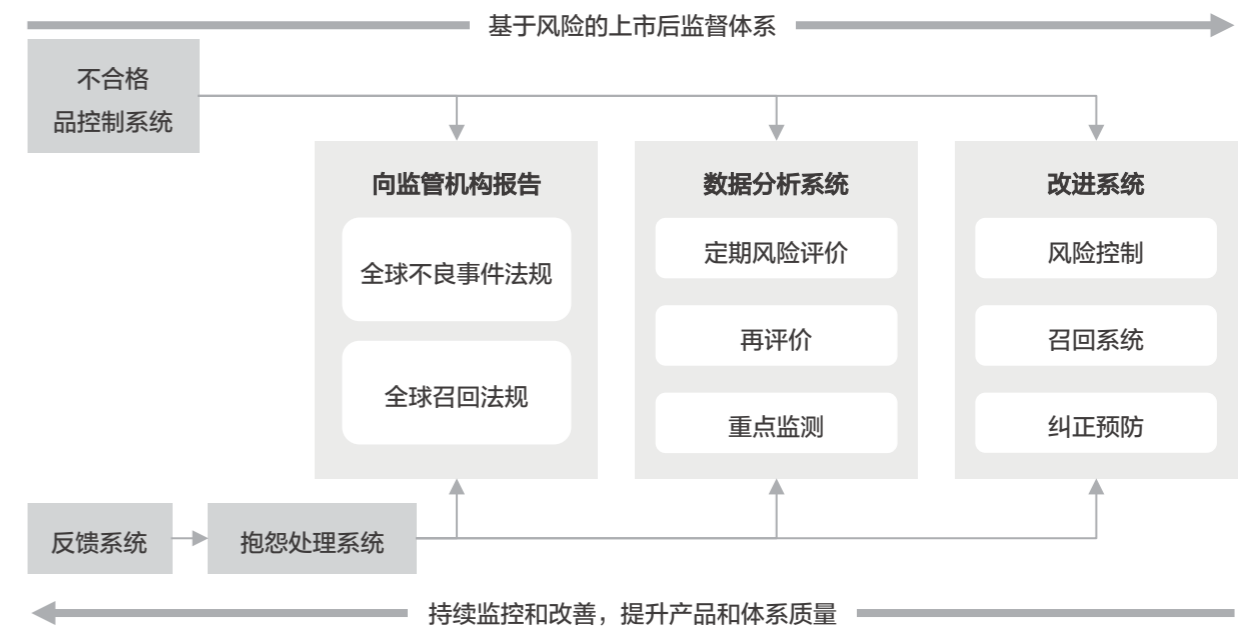 基于风险的上市后监督体系
不合格
品控制系统
向监管机构报告
全球不良事件法规
全球召回法规
数据分析系统
定期风险评价
再评价
重点监测
改进系统
风险控制
召回系统
纠正预防
反馈系统
抱怨处理系统
持续监控和改善，提升产品和体系质量